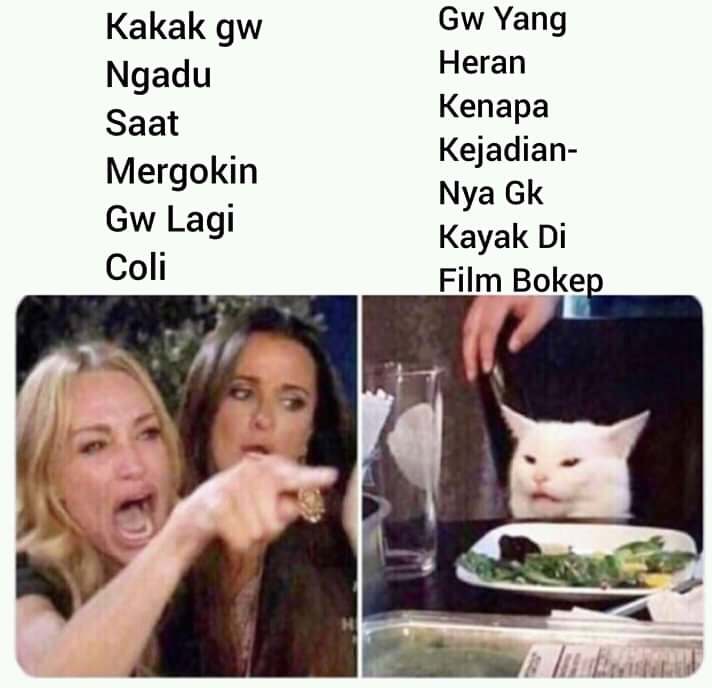 Kakak gw
Ngadu
Saat
Mergokin
Gw Lagi
Coli
Gw Yang
Heran
Kenapa
Kejadian-
Nya Gk
Kayak Di
Film Bokep